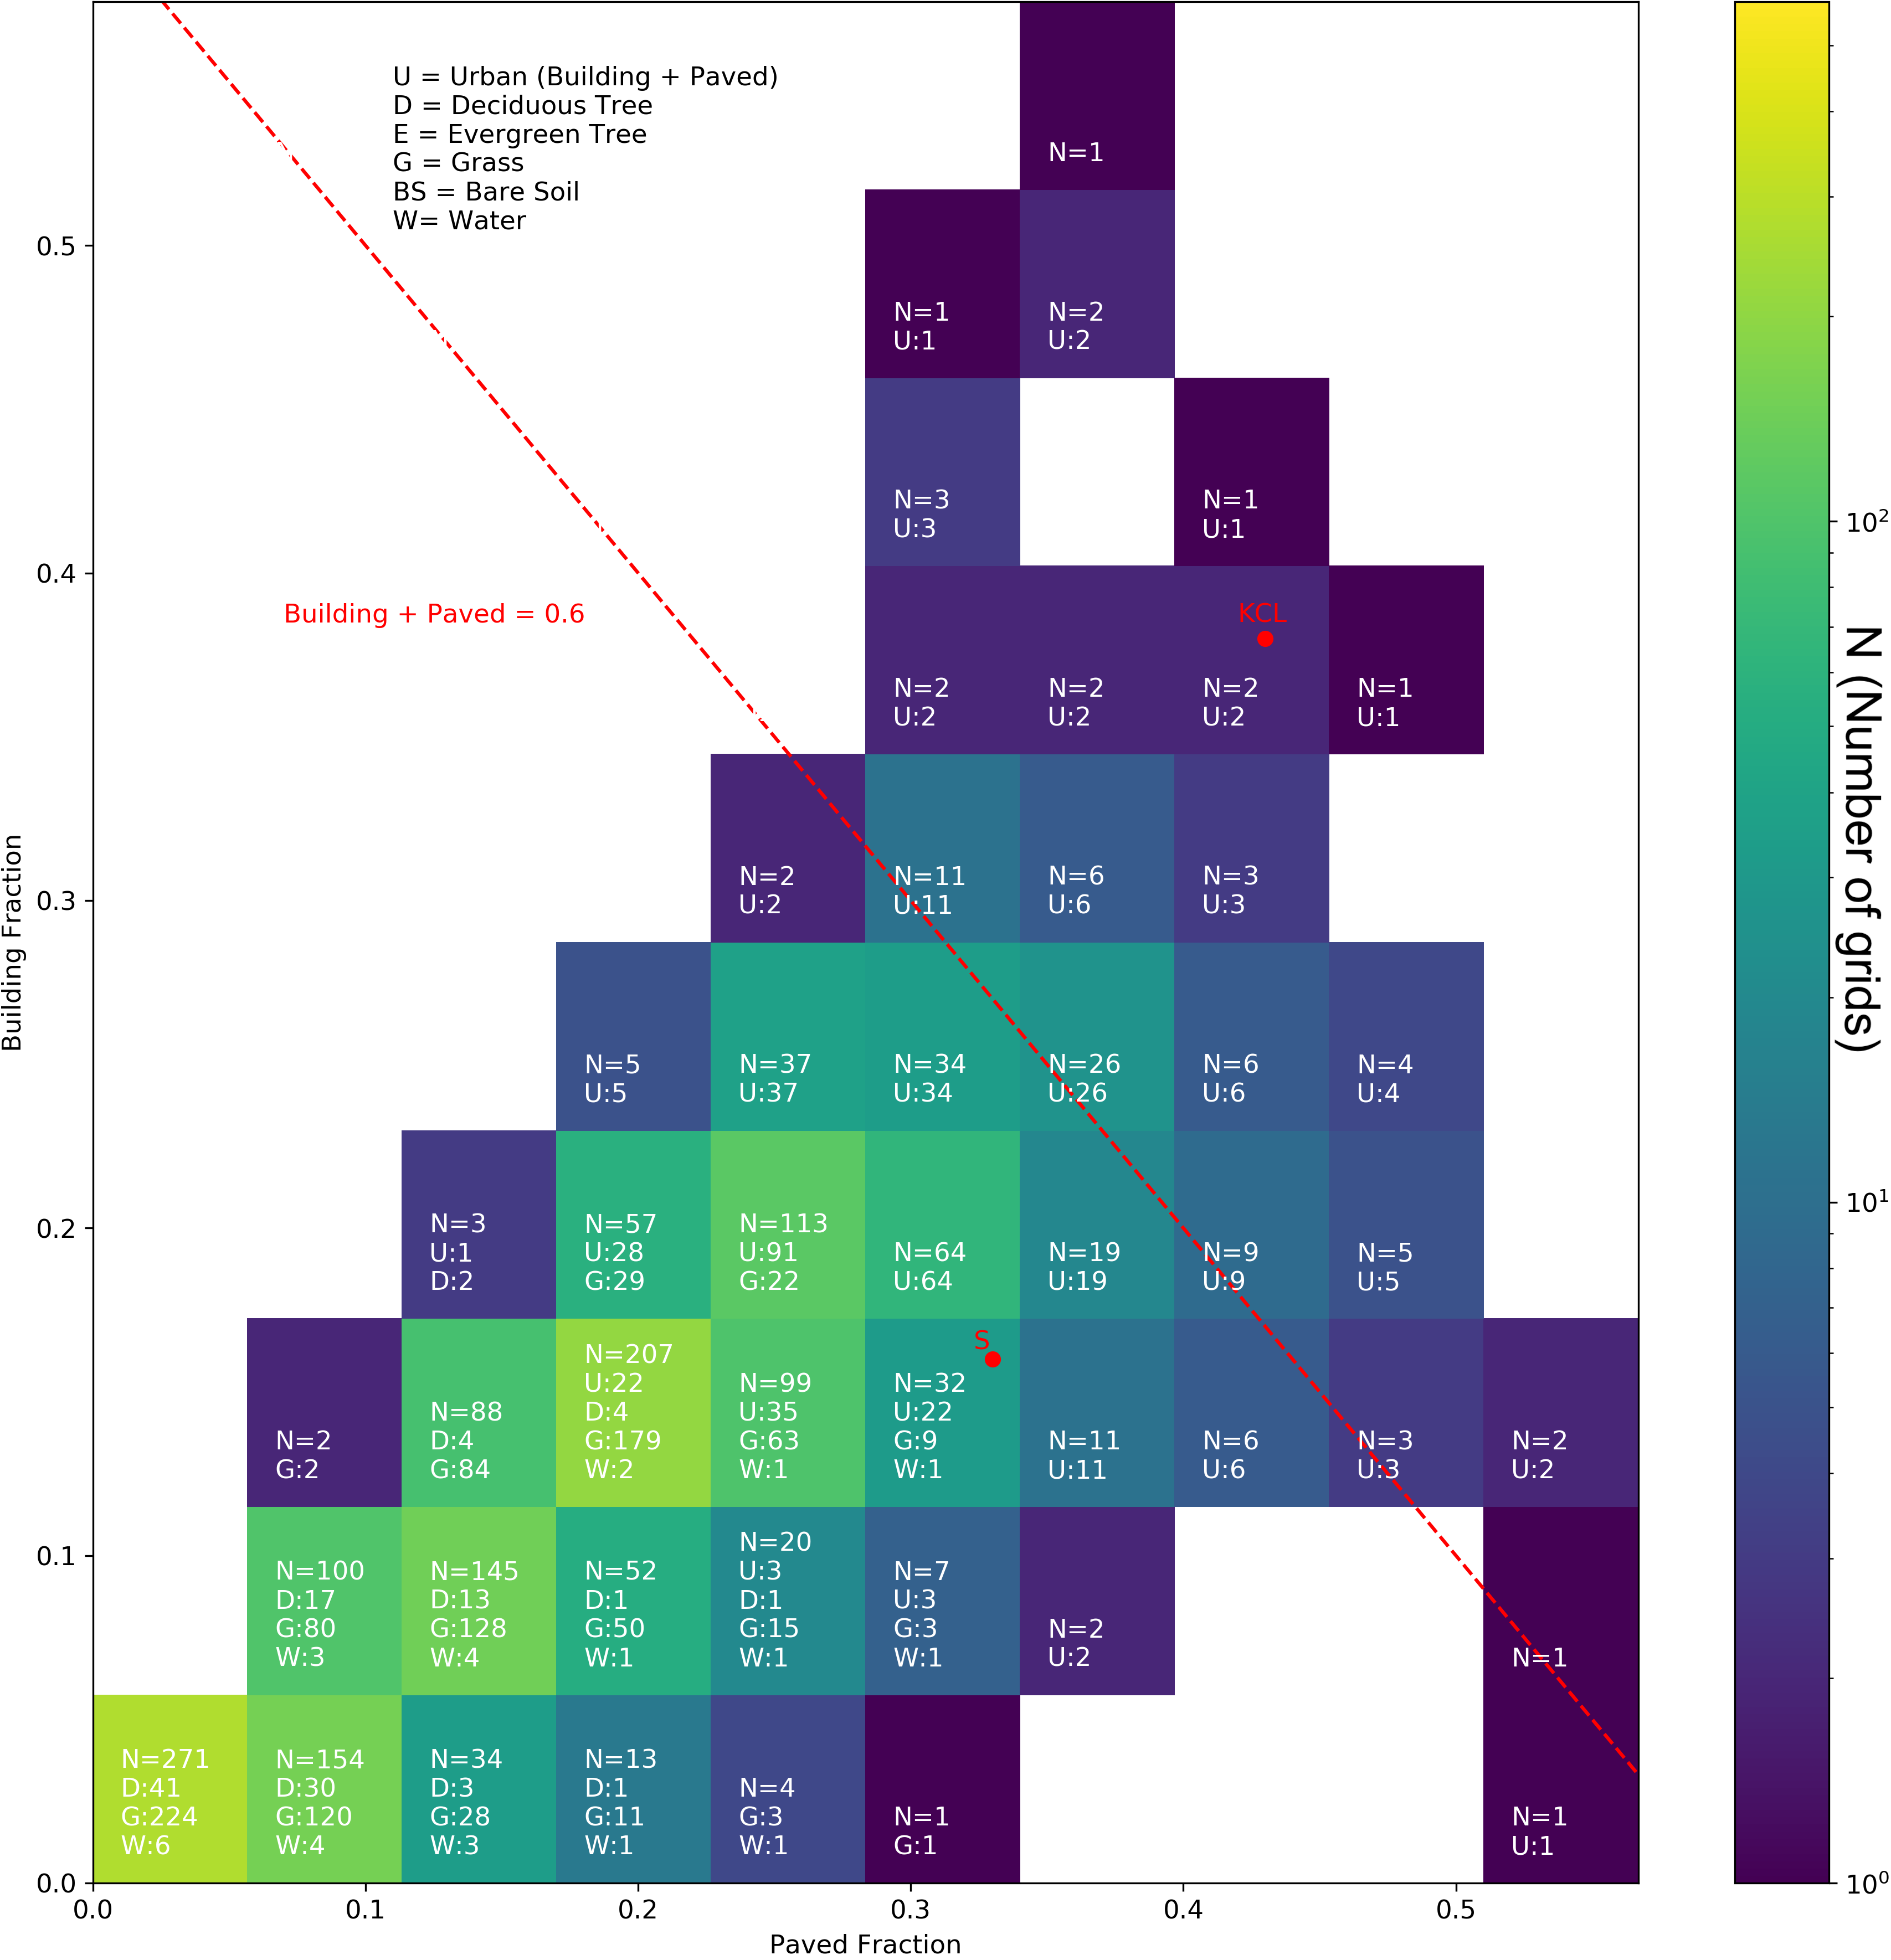 U = Urban (Building + Paved)
D = Deciduous Tree
E = Evergreen Tree
G = Grass
BS = Bare Soil
W= Water
N=1
0.5
N=1
U:1
N=2
U:2
N=3
U:3
N=1
U:1
10²
0.4
Building + Paved = 0.6
KCL
N=2
U:2
N=2
U:2
N=2
U:2
N=1
U:1
N (Number of grids)
Building Fraction
0.3
N=2
U:2
N=11
U:11
N=6
U:6
N=3
U:3
N=5
U:5
N=37
U:37
N=34
U:34
N=26
U:26
N=6
U:6
N=4
U:4
10¹
0.2
N=3
U:1
D:2
N=57
U:28
G:29
N=113
U:91
G:22
N=64
U:64
N=19
U:19
N=9
U:9
N=5
U:5
S
N=2
G:2
N=88
D:4
G:84
N=207
U:22
D:4
G:179
W:2
N=99
U:35
G:63
W:1
N=32
U:22
G:9
W:1
N=11
U:11
N=6
U:6
N=3
U:3
N=2
U:2
0.1
N=100
D:17
G:80
W:3
N=145
D:13
G:128
W:4
N=52
D:1
G:50
W:1
N=20
U:3
D:1
G:15
W:1
N=7
U:3
G:3
W:1
N=2
U:2
N=1
N=271
D:41
G:224
W:6
N=154
D:30
G:120
W:4
N=34
D:3
G:28
W:3
N=13
D:1
G:11
W:1
N=4
G:3
W:1
N=1
G:1
N=1
U:1
10⁰
0.0
0.0
0.1
0.2
0.3
0.4
0.5
Paved Fraction